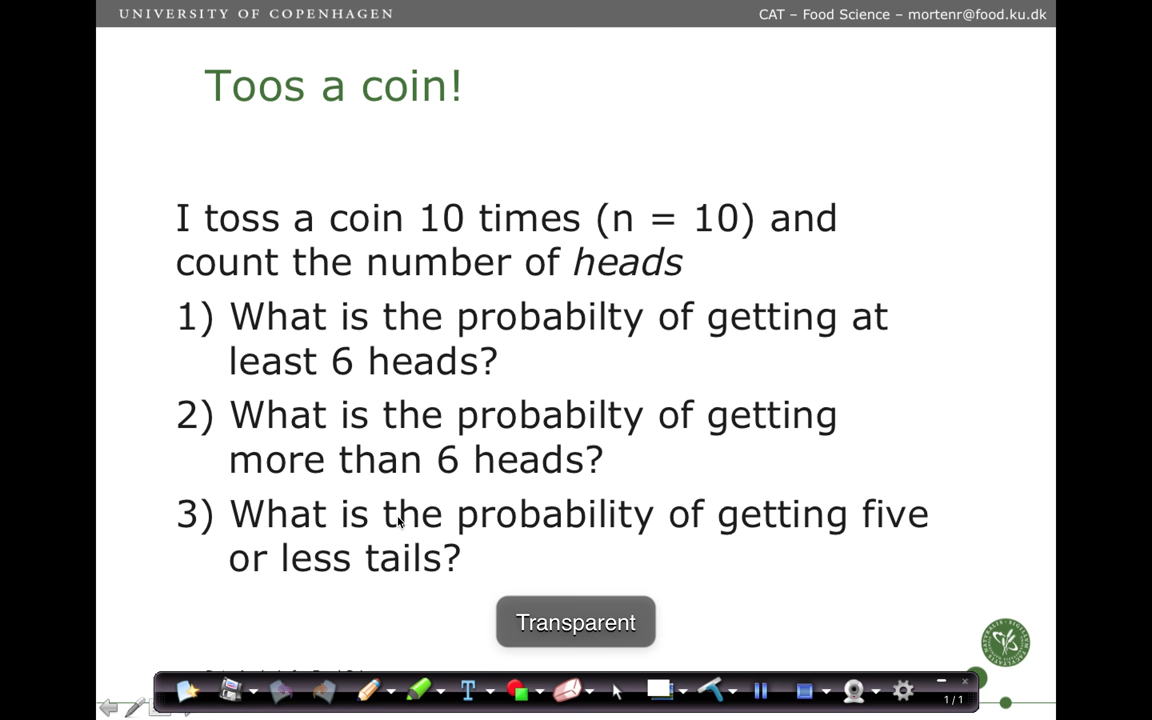 UNIVERSITY OF COPENHAGEN
CAT – Food Science – mortenr@food.ku.dk
Toos a coin!
I toss a coin 10 times (n = 10) and
count the number of heads
1) What is the probabilty of getting at
least 6 heads?
2) What is the probabilty of getting
more than 6 heads?
3) What is the probability of getting five
or less tails?
Transparent
T
1/1